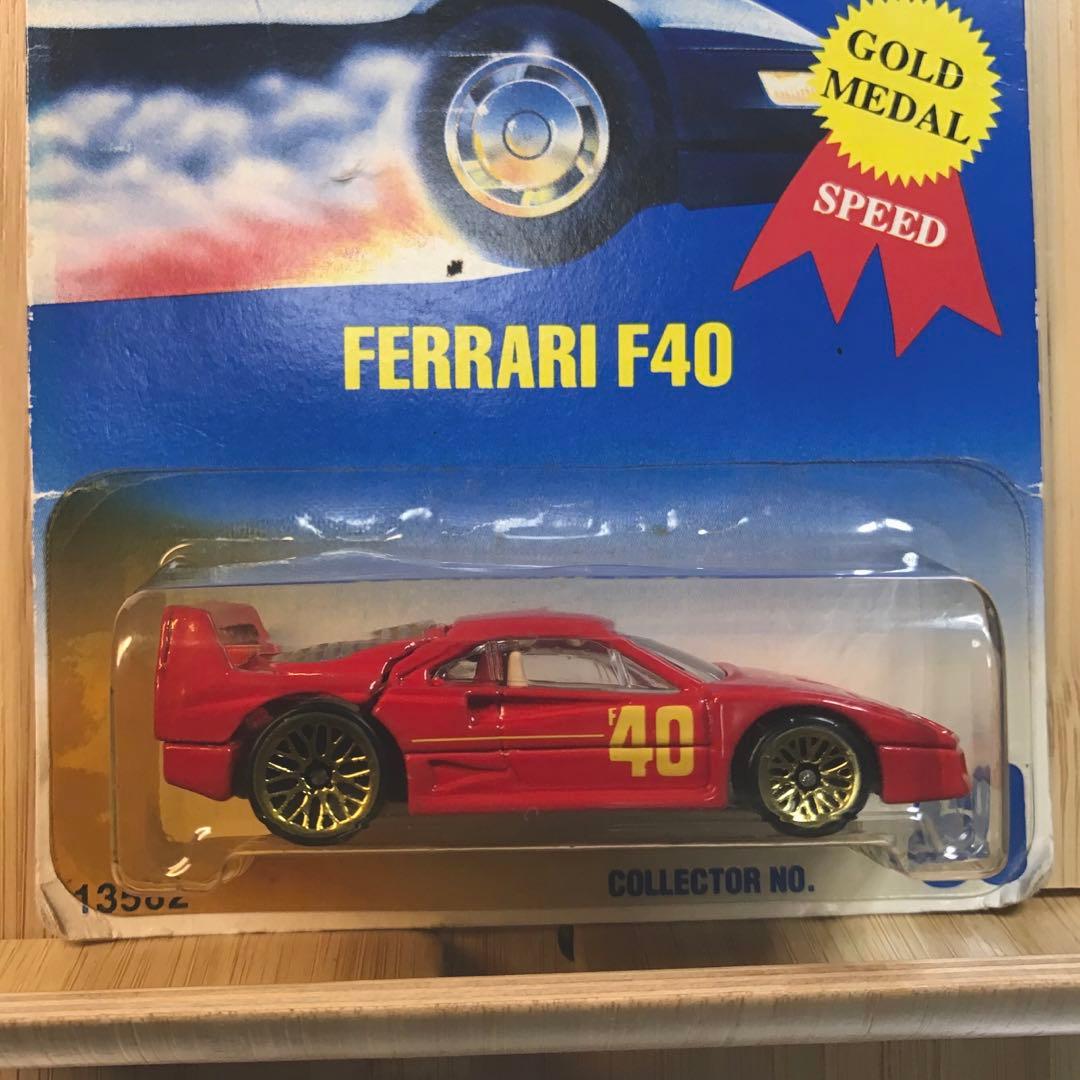 GOLD
MEDAL
SPEED
FERRARI F40
F40
COLLECTOR NO.